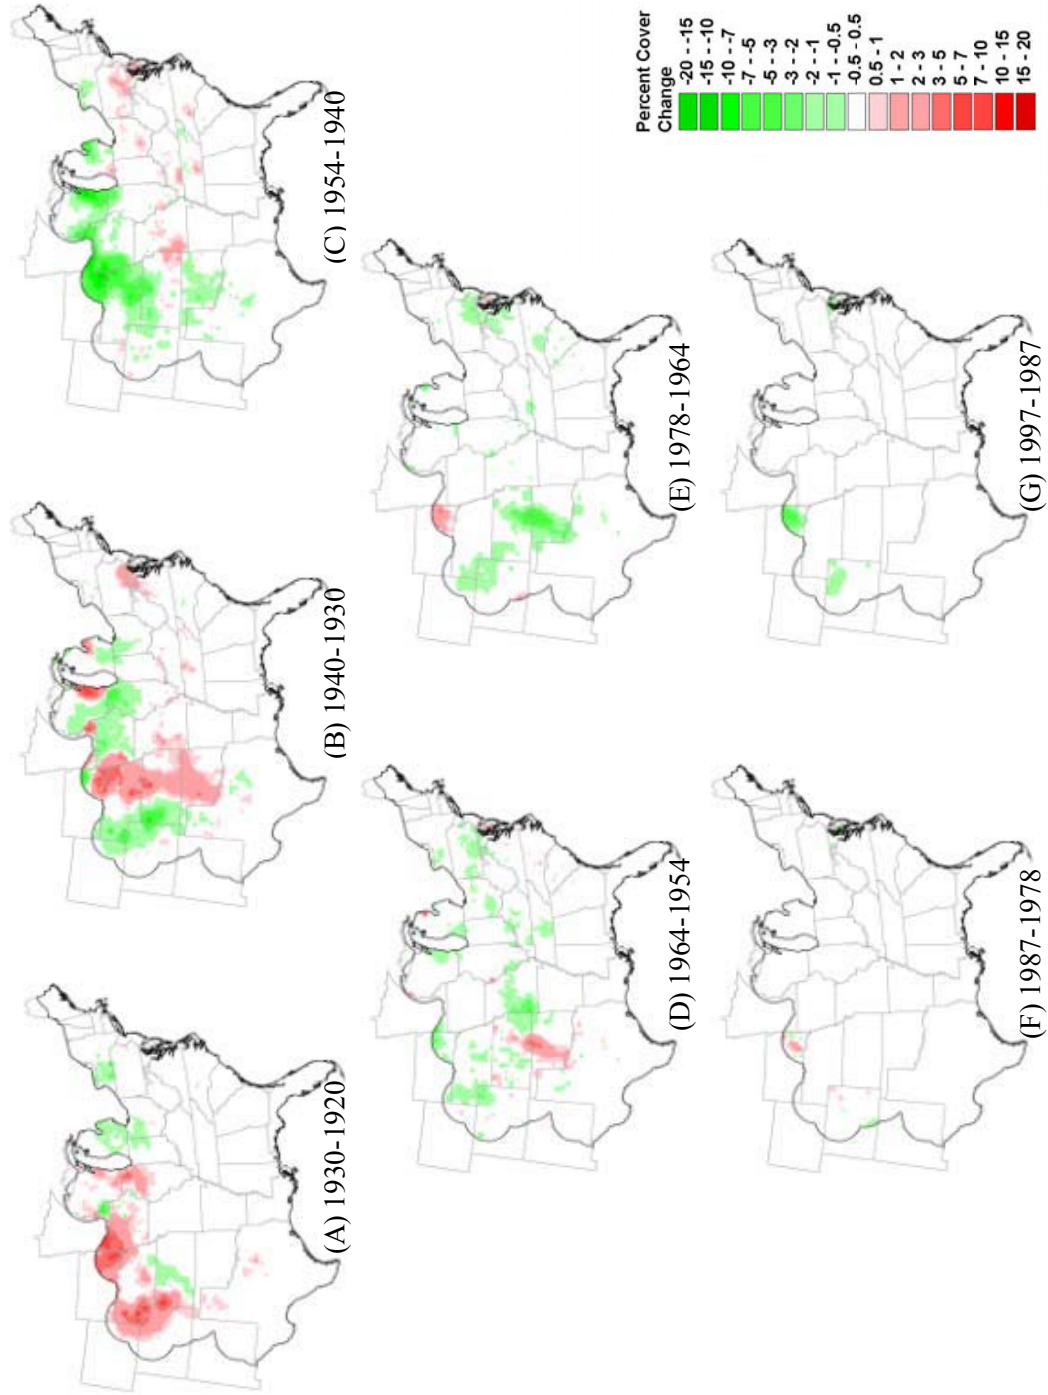 (A) 1930-1920
(B) 1940-1930
(C) 1954-1940
(D) 1964-1954
(E) 1978-1964
(F) 1987-1978
(G) 1997-1987
Percent Cover
Change
-20 - -15
-15 - -10
-10 - -7
-7 - -5
-5 - -3
-3 - -2
-2 - -1
-1 - -0.5
-0.5 - 0.5
0.5 - 1
1 - 2
2 - 3
3 - 5
5 - 7
7 - 10
10 - 15
15 - 20